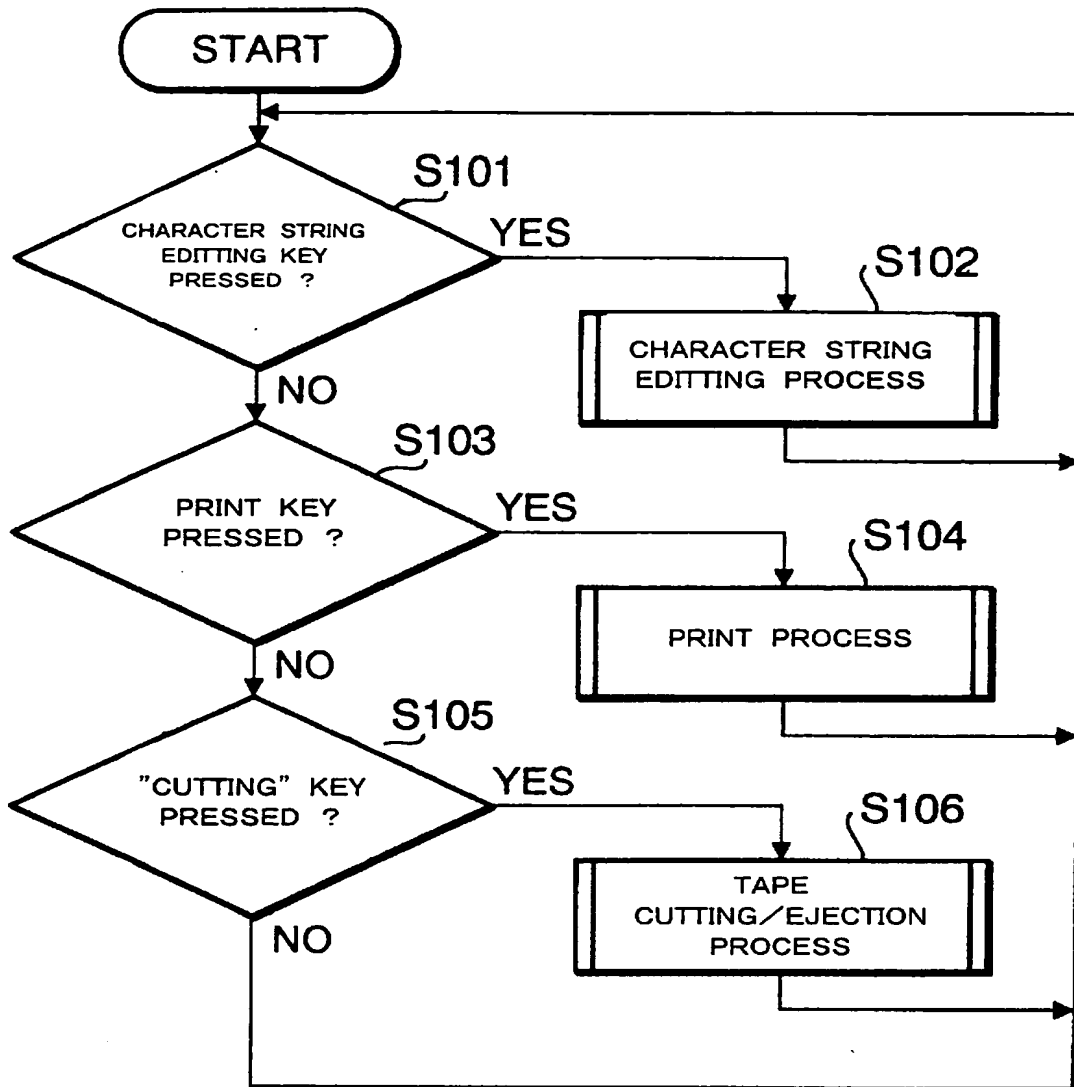 START
S101
CHARACTER STRING
EDITTING KEY
PRESSED ?
YES
S102
CHARACTER STRING
EDITTING PROCESS
NO
S103
PRINT KEY
PRESSED ?
YES
S104
PRINT PROCESS
NO
S105
"CUTTING" KEY
PRESSED ?
YES
S106
TAPE
CUTTING/EJECTION
PROCESS
NO